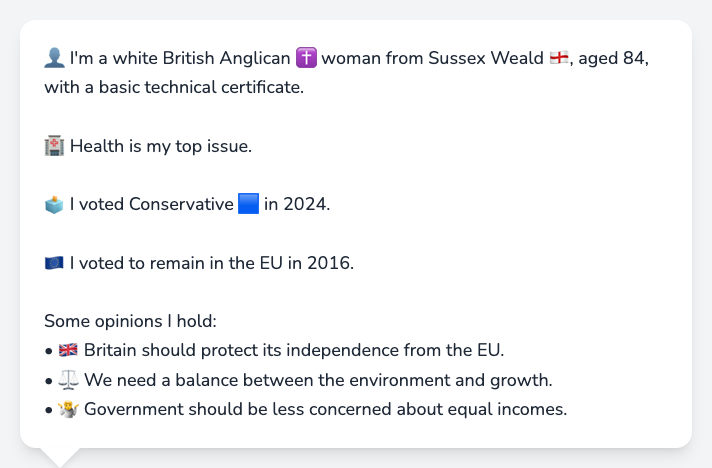 👤 I'm a white British Anglican ✝️ woman from Sussex Weald 🏴󠁧󠁢󠁥󠁮󠁧󠁿, aged 84,
with a basic technical certificate.
🏥 Health is my top issue.
🗳️ I voted Conservative 🟦 in 2024.
🇪🇺 I voted to remain in the EU in 2016.
Some opinions I hold:
• 🇬🇧 Britain should protect its independence from the EU.
• ⚖️ We need a balance between the environment and growth.
• 🤷 Government should be less concerned about equal incomes.